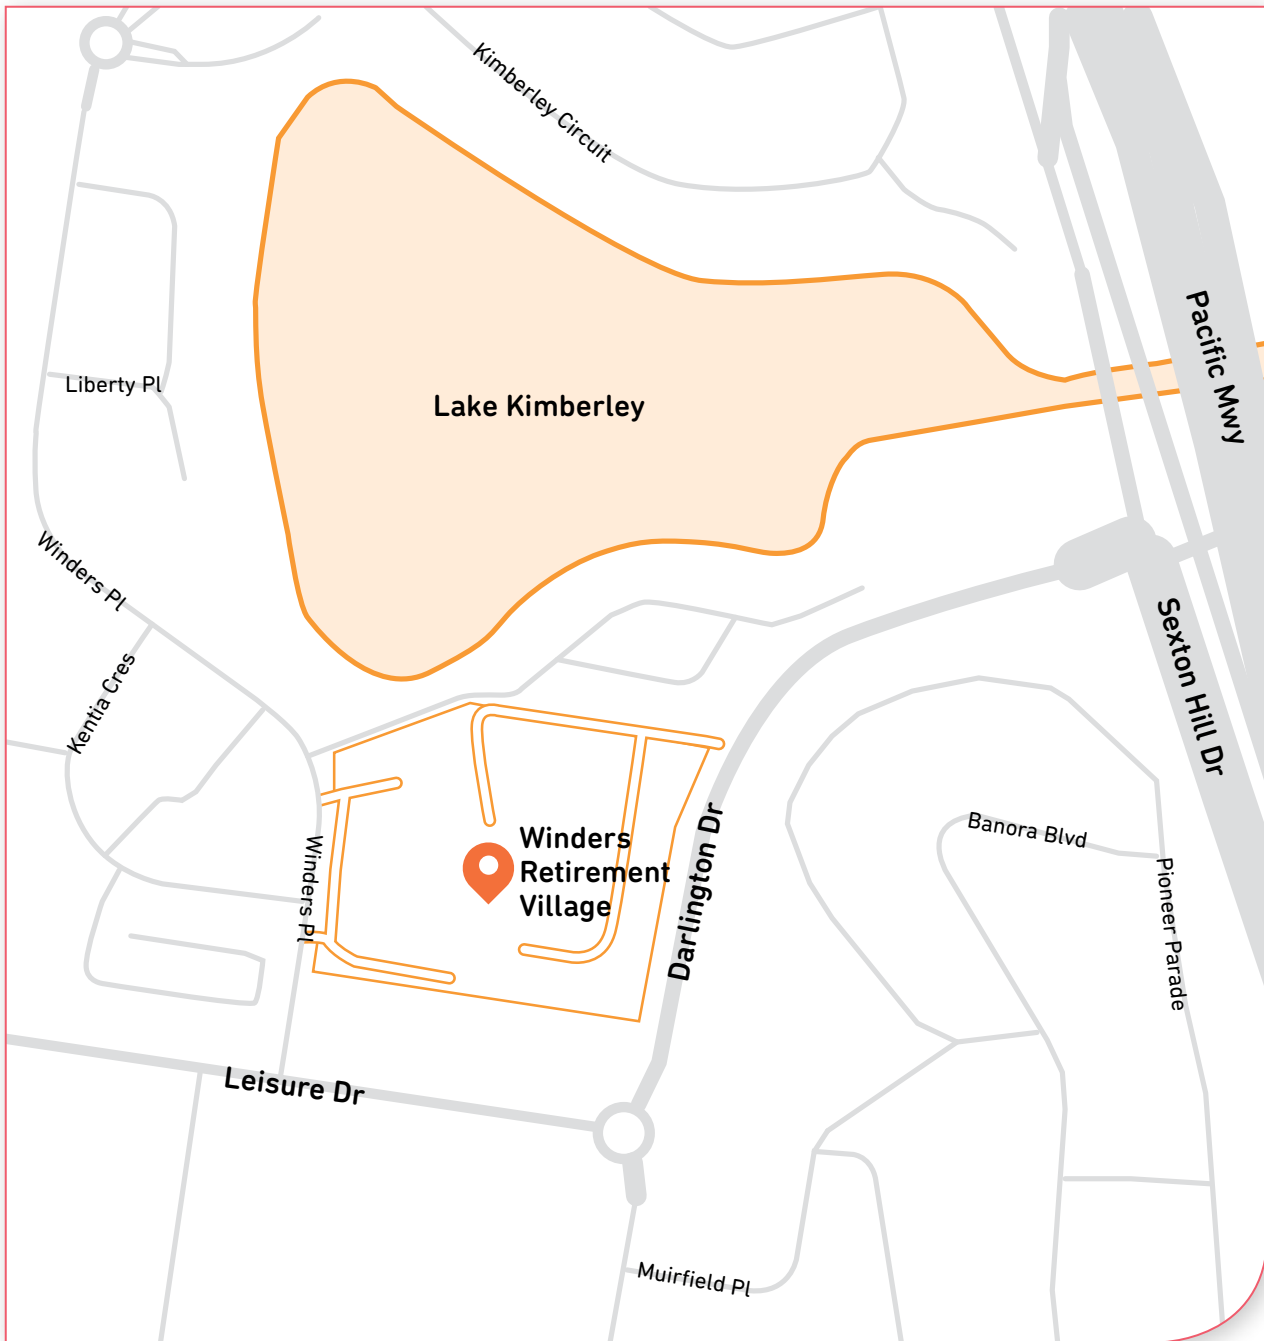 Kimberley Circuit
Pacific Mwy
Liberty Pl
Lake Kimberley
Winders Pl
Sexton Hill Dr
Kentia Cres
Banora Blvd
Winders
Retirement
Village
Winders Pl
Darlington Dr
Pioneer Parade
Leisure Dr
Muirfield Pl